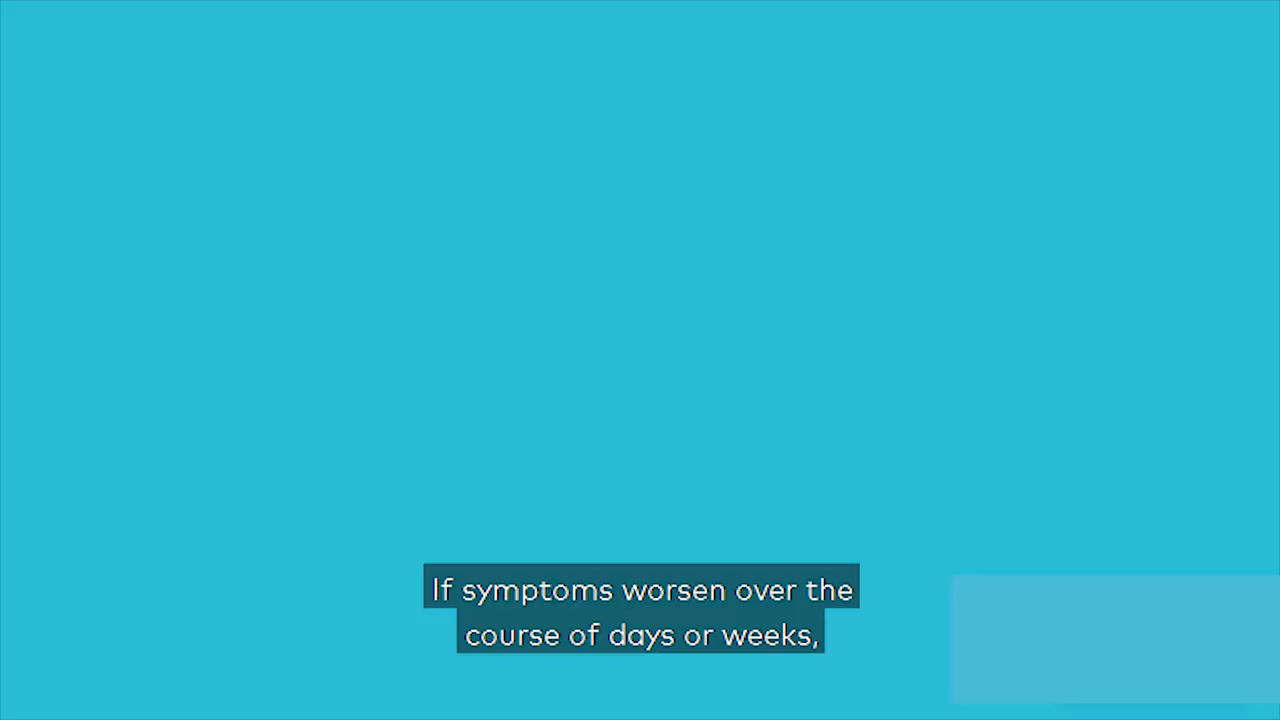 If symptoms worsen over the
course of days or weeks,